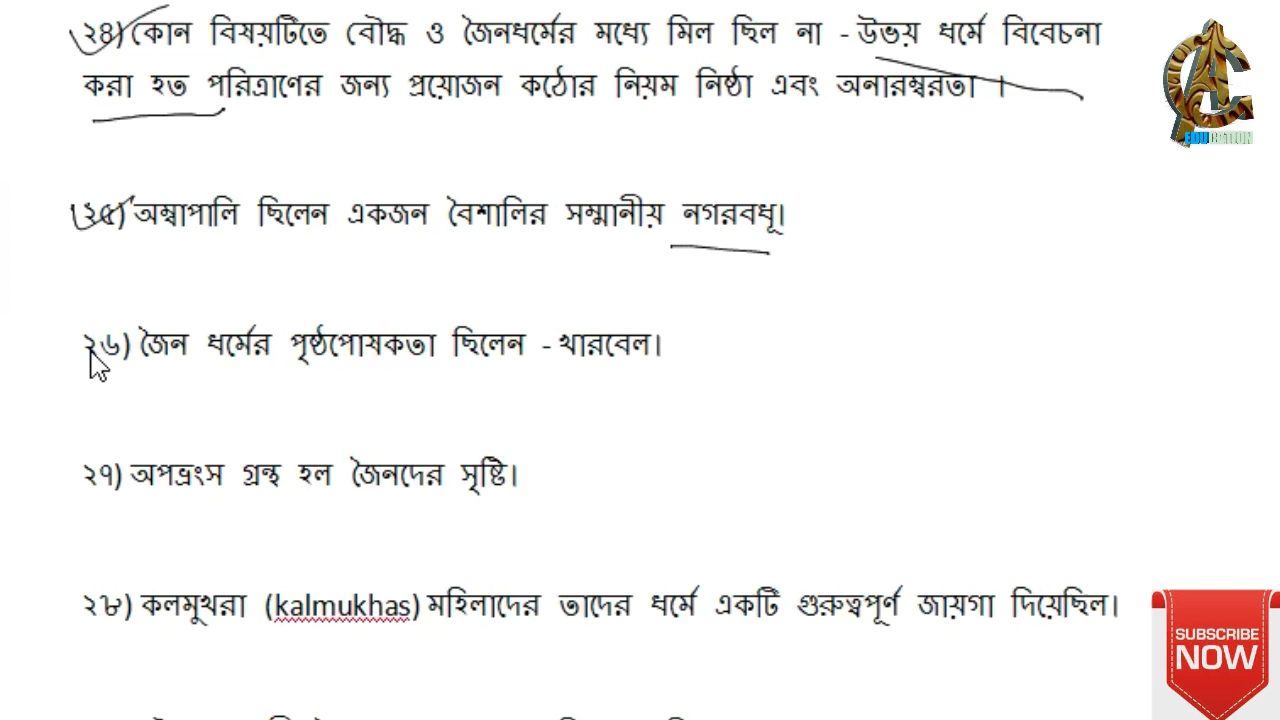 ২৪) কোন বিষয়টিতে বৌদ্ধ ও জৈনধর্মের মধ্যে মিল ছিল না - উভয় ধর্মে বিবেচনা
করা হত পরিত্রাণের জন্য প্রয়োজন কঠোর নিয়ম নিষ্ঠা এবং অনারম্বরতা ।
২৫) অম্বাপালি ছিলেন একজন বৈশালির সম্মানীয় নগরবধূ।
২৬) জৈন ধর্মের পৃষ্ঠপোষকতা ছিলেন - খারবেল।
২৭) অপভ্রংস গ্রন্থ হল জৈনদের সৃষ্টি।
২৮) কলমুখরা (kalmukhas) মহিলাদের তাদের ধর্মে একটি গুরুত্বপূর্ণ জায়গা দিয়েছিল।
EDUCATION
SUBSCRIBE
NOW